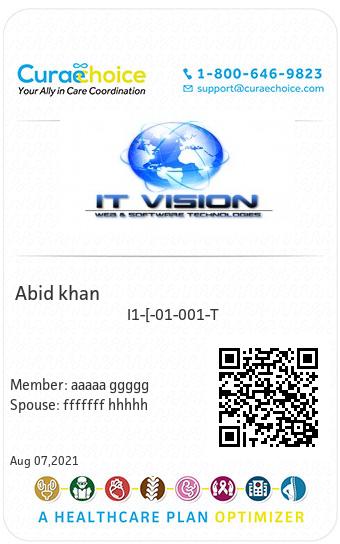 Curaechoice
Your Ally in Care Coordination
1-800-646-9823
support@curaechoice.com
IT VISION
WEB & SOFTWARE TECHNOLOGIES
Abid khan
I1-[-01-001-T
Member: aaaaa ggggg
Spouse: fffffff hhhhh
Aug 07,2021
A HEALTHCARE PLAN OPTIMIZER